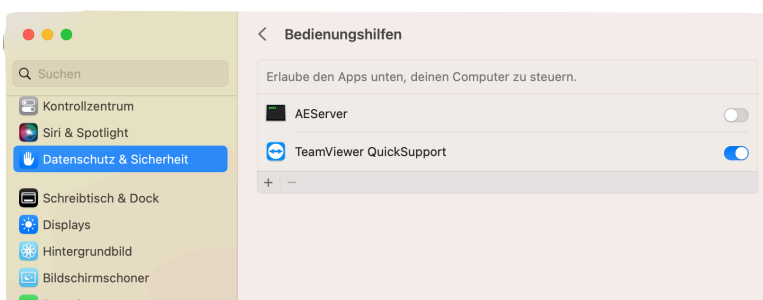 Bedienungshilfen
Suchen
Kontrollzentrum
Siri & Spotlight
Datenschutz & Sicherheit
Schreibtisch & Dock
Displays
Hintergrundbild
Bildschirmschoner
Erlaube den Apps unten, deinen Computer zu steuern.
AEServer
TeamViewer QuickSupport